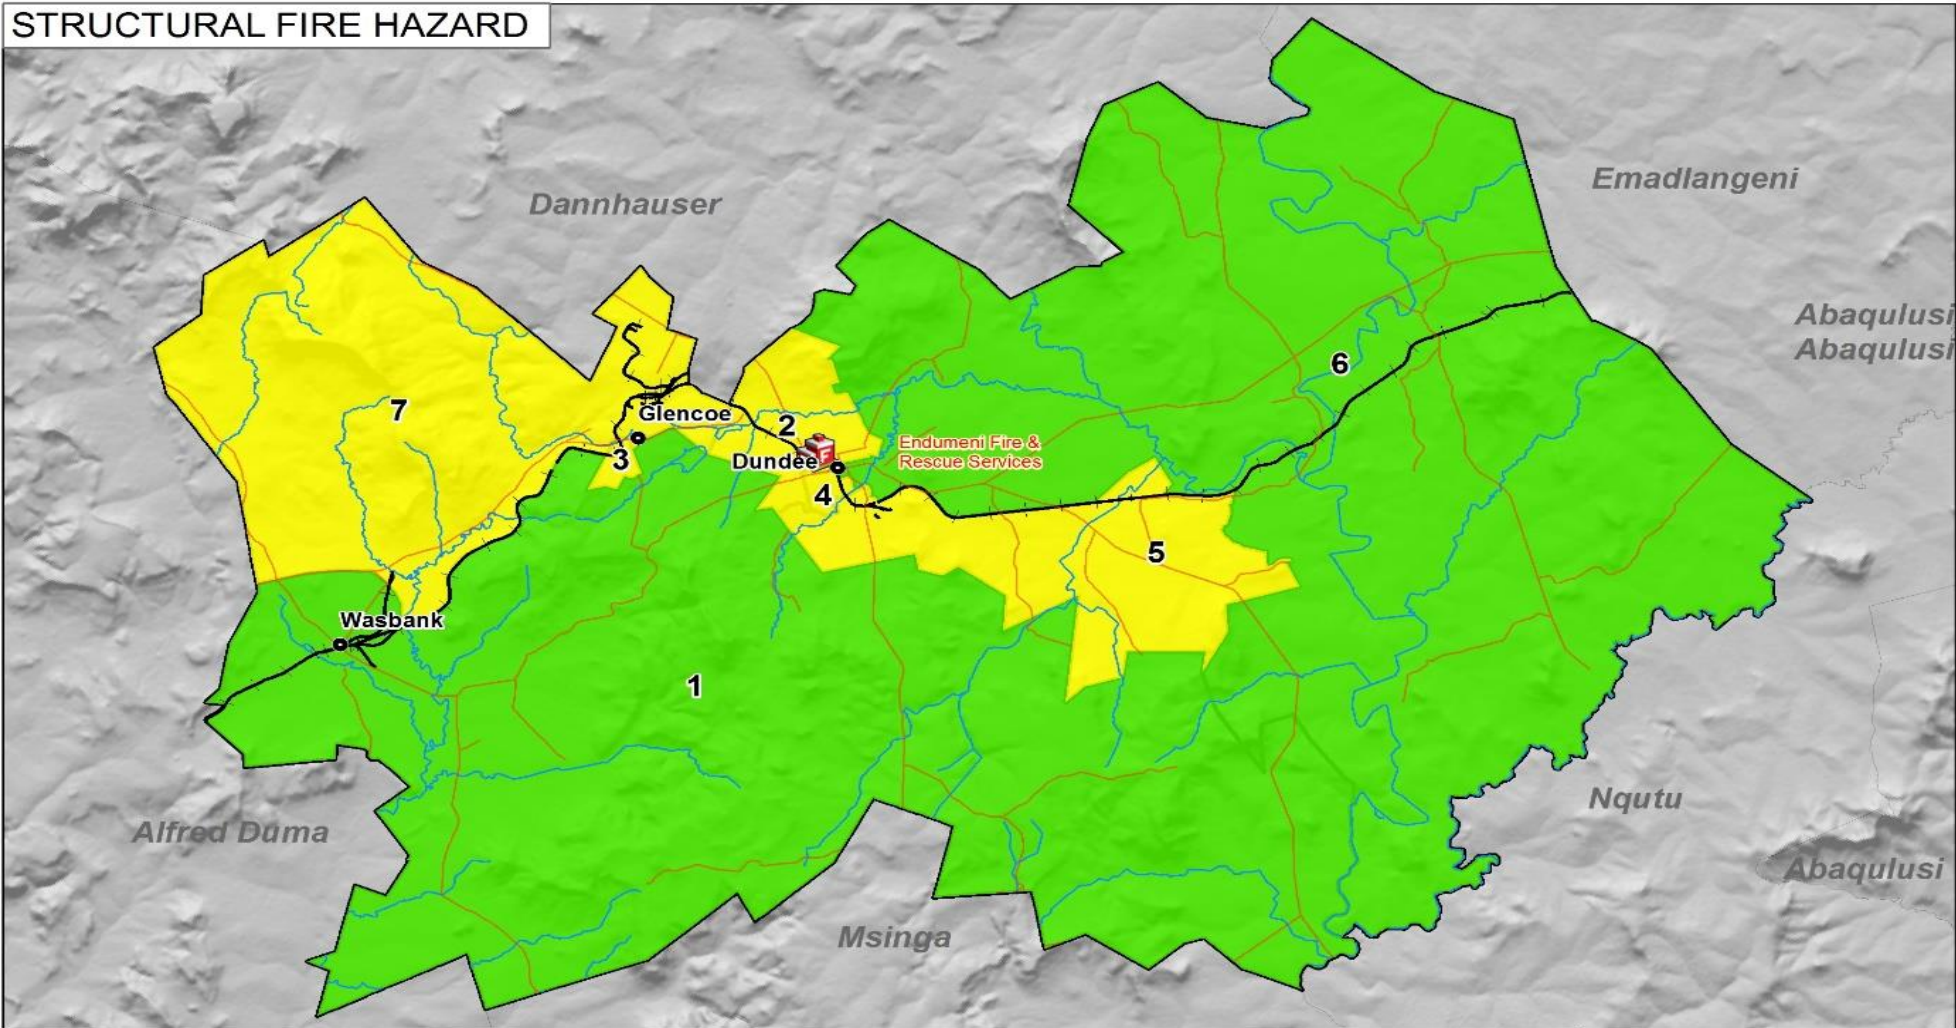 STRUCTURAL FIRE HAZARD
Emadlangeni
Dannhauser
Abaqulusi
Abaqulusi
6
7
Glencoe
2
Endumeni Fire &
Rescue Services
3
Dundee
F
4
5
Wasbank
1
Nqutu
Alfred Duma
Abaqulusi
Msinga